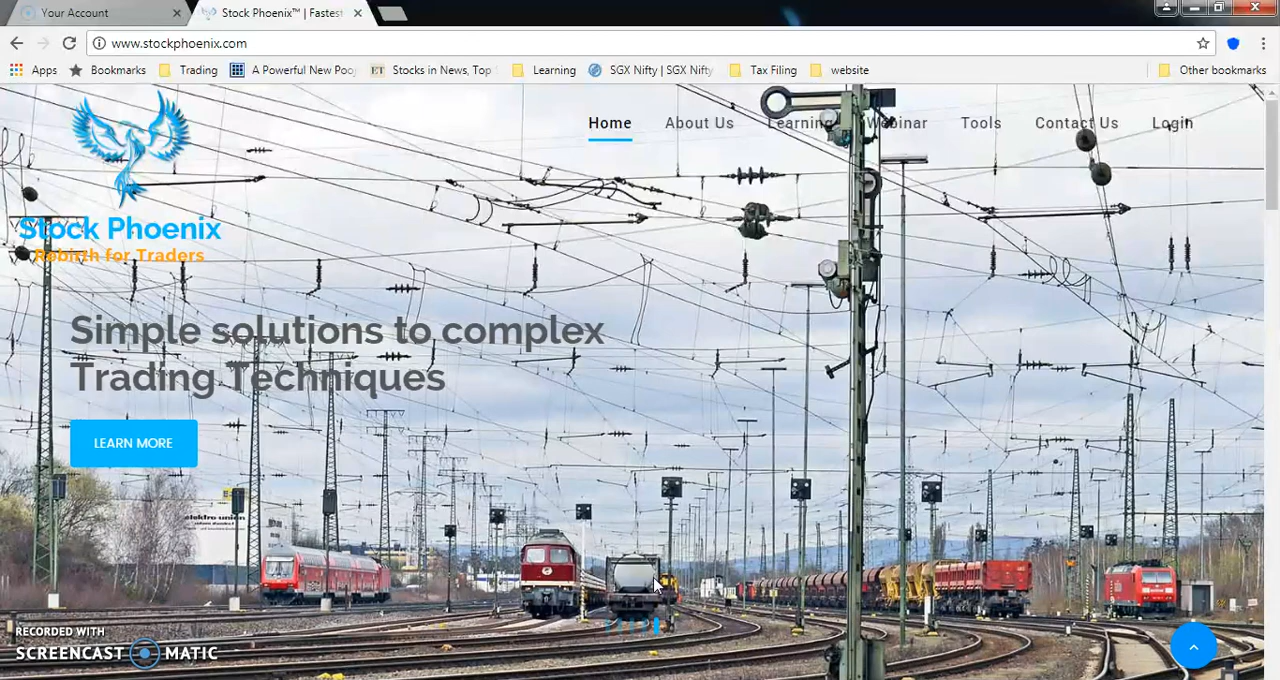 Your Account
Stock Phoenix™ | Fastest
www.stockphoenix.com
Apps Bookmarks Trading A Powerful New Poo ET Stocks in News, Top Learning SGX Nifty | SGX Nifty Tax Filing website Other bookmarks
Home About Us Learning Webinar Tools Contact Us Login
Stock Phoenix
Rebirth for Traders
Simple solutions to complex
Trading Techniques
LEARN MORE
elektro-union
RECORDED WITH
SCREENCAST MATIC